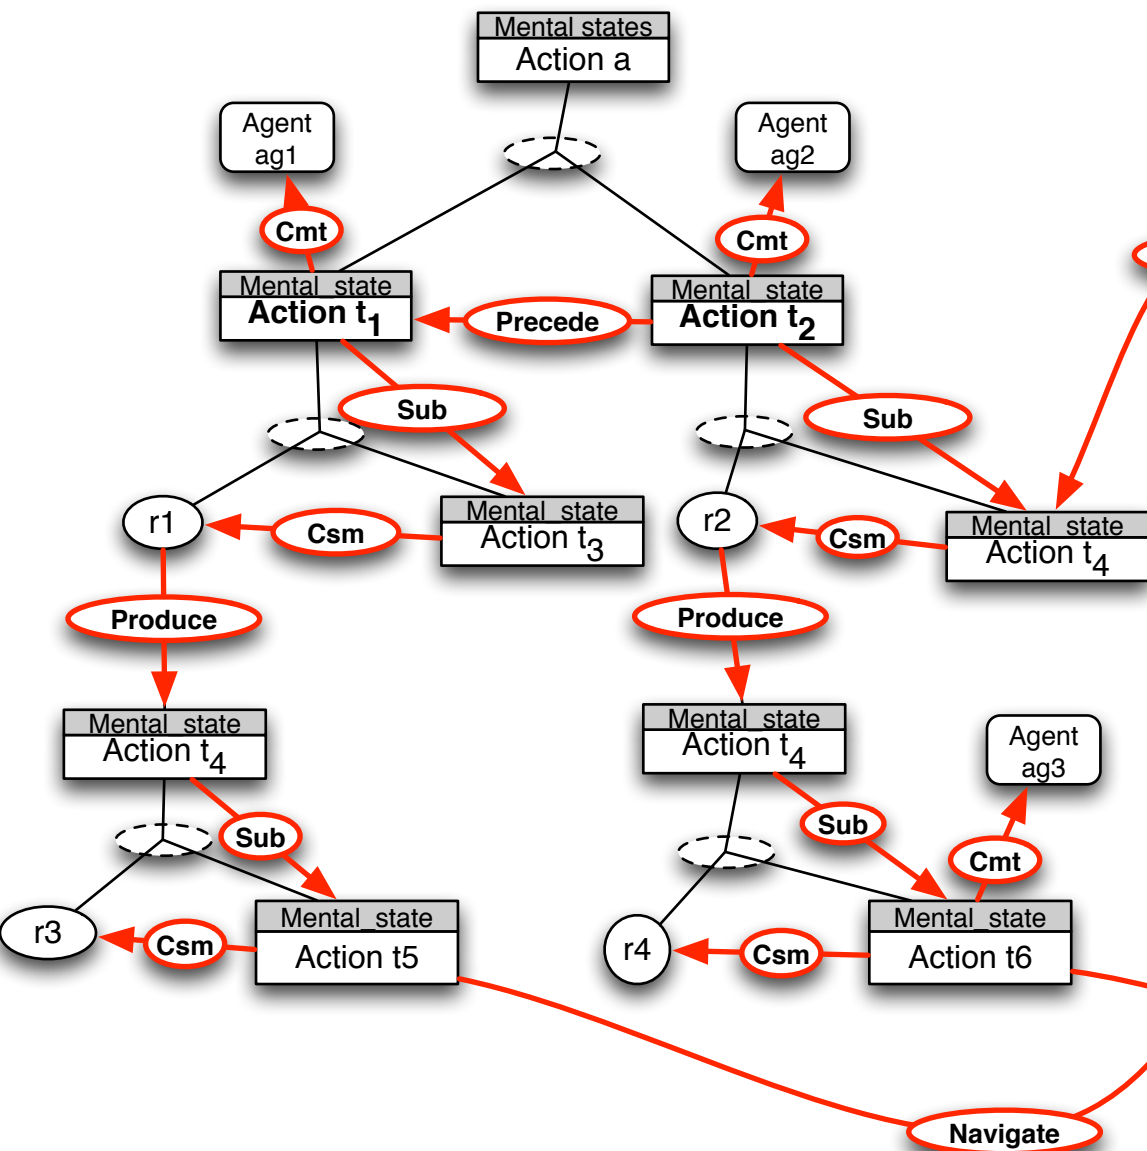 Mental states
Action a
Agent
ag1
Agent
ag2
Cmt
Cmt
Mental_state
Action t1
Precede
Mental_state
Action t2
Sub
Sub
r1
Csm
Mental_state
Action t3
r2
Csm
Mental_state
Action t4
Produce
Produce
Mental_state
Action t4
Mental_state
Action t4
Agent
ag3
Sub
Sub
Cmt
r3
Csm
Mental_state
Action t5
r4
Csm
Mental_state
Action t6
Navigate